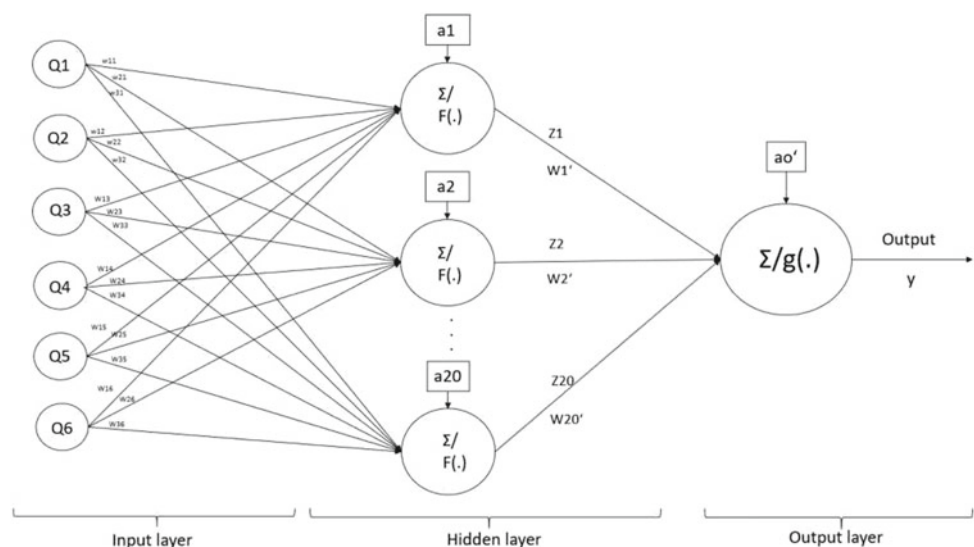 a1
Q1
w11
w21
w31
Σ/
F(.)
Q2
w12
w22
w32
Z1
W1'
ao'
a2
Q3
W13
W23
W33
Σ/
F(.)
Z2
W2'
Σ/g(.)
Output
y
Q4
W14
W24
W34
.
.
.
Q5
W15
W25
W35
a20
Z20
W20'
Q6
W16
W26
W36
Σ/
F(.)
Input layer
Hidden layer
Output layer